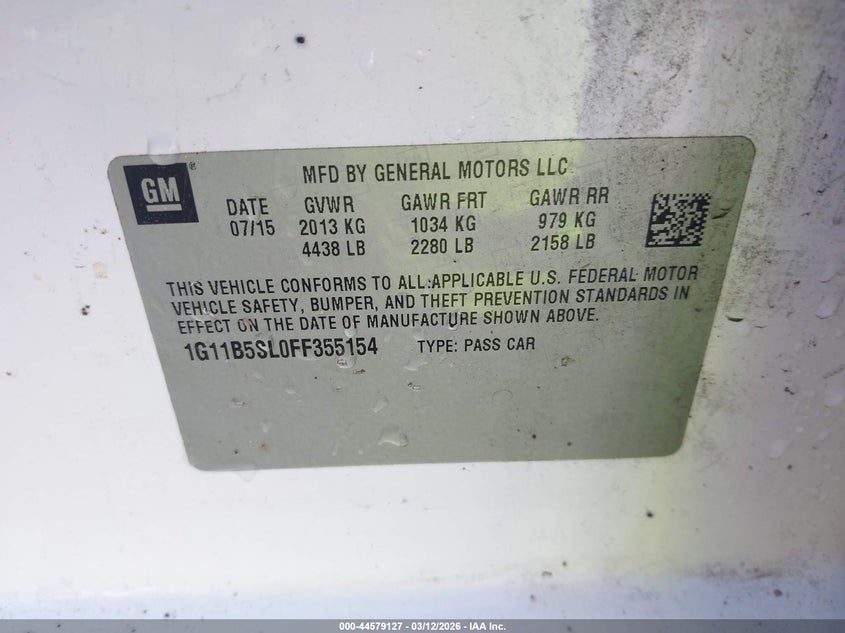 GM
MFD BY GENERAL MOTORS LLC
DATE GVWR GAWR FRT GAWR RR
07/15 2013 KG 1034 KG 979 KG
4438 LB 2280 LB 2158 LB
THIS VEHICLE CONFORMS TO ALL APPLICABLE U.S. FEDERAL MOTOR
VEHICLE SAFETY, BUMPER, AND THEFT PREVENTION STANDARDS IN
EFFECT ON THE DATE OF MANUFACTURE SHOWN ABOVE.
1G11B5SL0FF355154 TYPE: PASS CAR
000-44579127 - 03/12/2026 - IAA Inc.